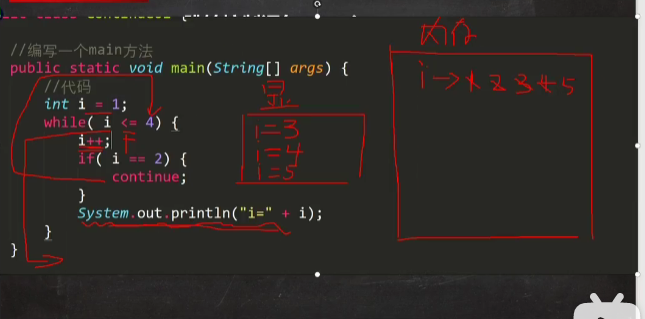 //编写一个main方法
public static void main(String[] args) {
//代码
int i = 1;
while( i <= 4) {
i++;
if( i == 2) {
continue;
}
System.out.println("i=" + i);
}
}
F
显
i=3
i=4
i=5
内存
i→1 2 3 4 5